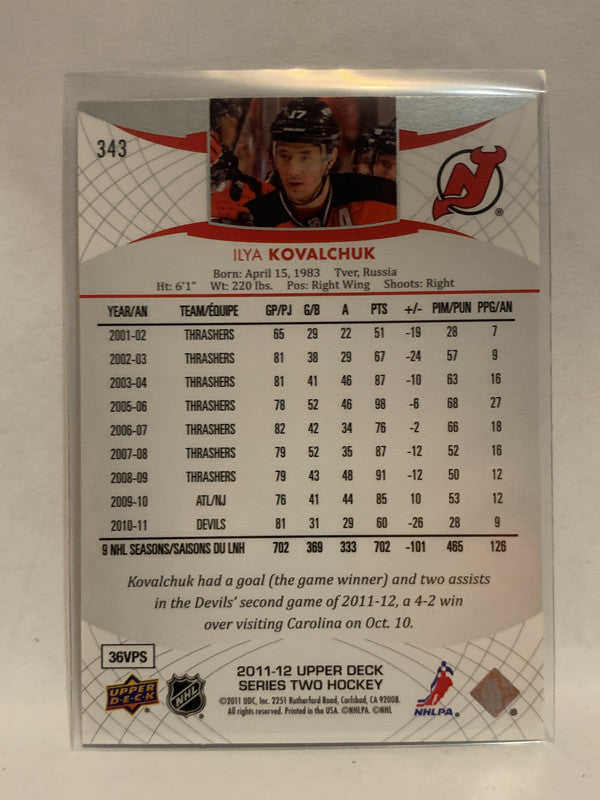 343
17
A
NJ
®
ILYA KOVALCHUK
Born: April 15, 1983 Tver, Russia
Ht: 6'1" Wt: 220 lbs. Pos: Right Wing Shoots: Right
YEAR/AN TEAM/ÉQUIPE GP/PJ G/B A PTS +/- PIM/PUN PPG/AN
2001-02 THRASHERS 65 29 22 51 -19 28 7
2002-03 THRASHERS 81 38 29 67 -24 57 9
2003-04 THRASHERS 81 41 46 87 -10 63 16
2005-06 THRASHERS 78 52 46 98 -6 68 27
2006-07 THRASHERS 82 42 34 76 -2 66 18
2007-08 THRASHERS 79 52 35 87 -12 52 16
2008-09 THRASHERS 79 43 48 91 -12 50 12
2009-10 ATL/NJ 76 41 44 85 10 53 12
2010-11 DEVILS 81 31 29 60 -26 28 9
9 NHL SEASONS/SAISONS DU LNH 702 369 333 702 -101 465 126
Kovalchuk had a goal (the game winner) and two assists
in the Devils' second game of 2011-12, a 4-2 win
over visiting Carolina on Oct. 10.
36VPS
UPPER DECK
NHL
2011-12 UPPER DECK
SERIES TWO HOCKEY
©2011 UDC, Inc. 2251 Rutherford Road, Carlsbad, CA 92008.
All rights reserved. Printed in the USA. ©NHLPA. ©NHL
NHLPA
®